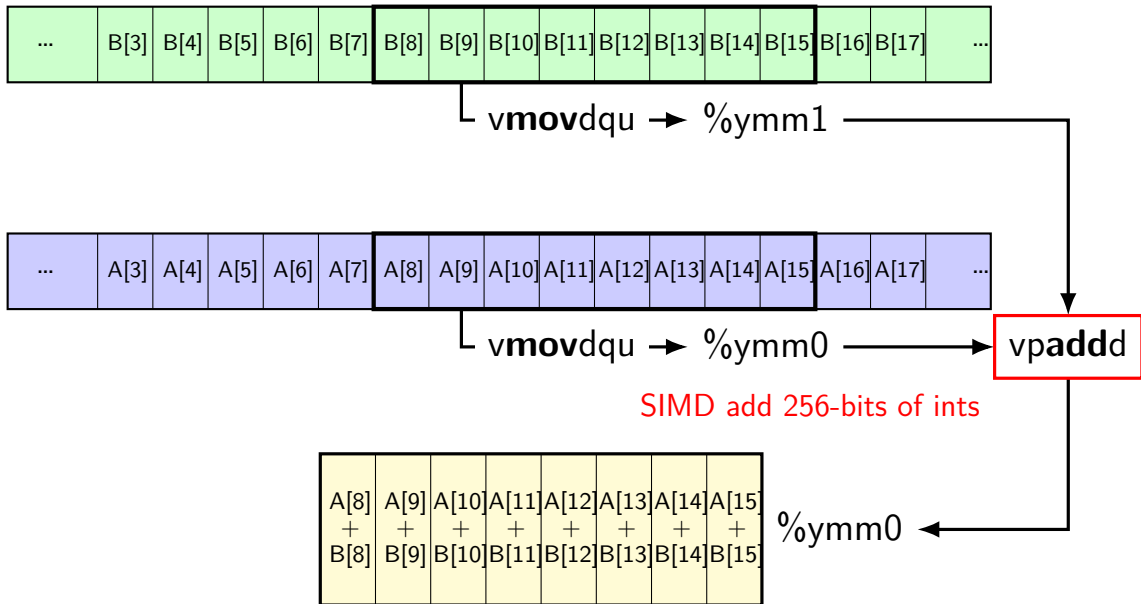 ... B[3] B[4] B[5] B[6] B[7] B[8] B[9] B[10] B[11] B[12] B[13] B[14] B[15] B[16] B[17] ...
vmovdqu %ymm1
... A[3] A[4] A[5] A[6] A[7] A[8] A[9] A[10] A[11] A[12] A[13] A[14] A[15] A[16] A[17] ...
vmovdqu %ymm0 vpaddd
SIMD add 256-bits of ints
A[8] A[9] A[10] A[11] A[12] A[13] A[14] A[15]
+ + + + + + + + %ymm0
B[8] B[9] B[10] B[11] B[12] B[13] B[14] B[15]